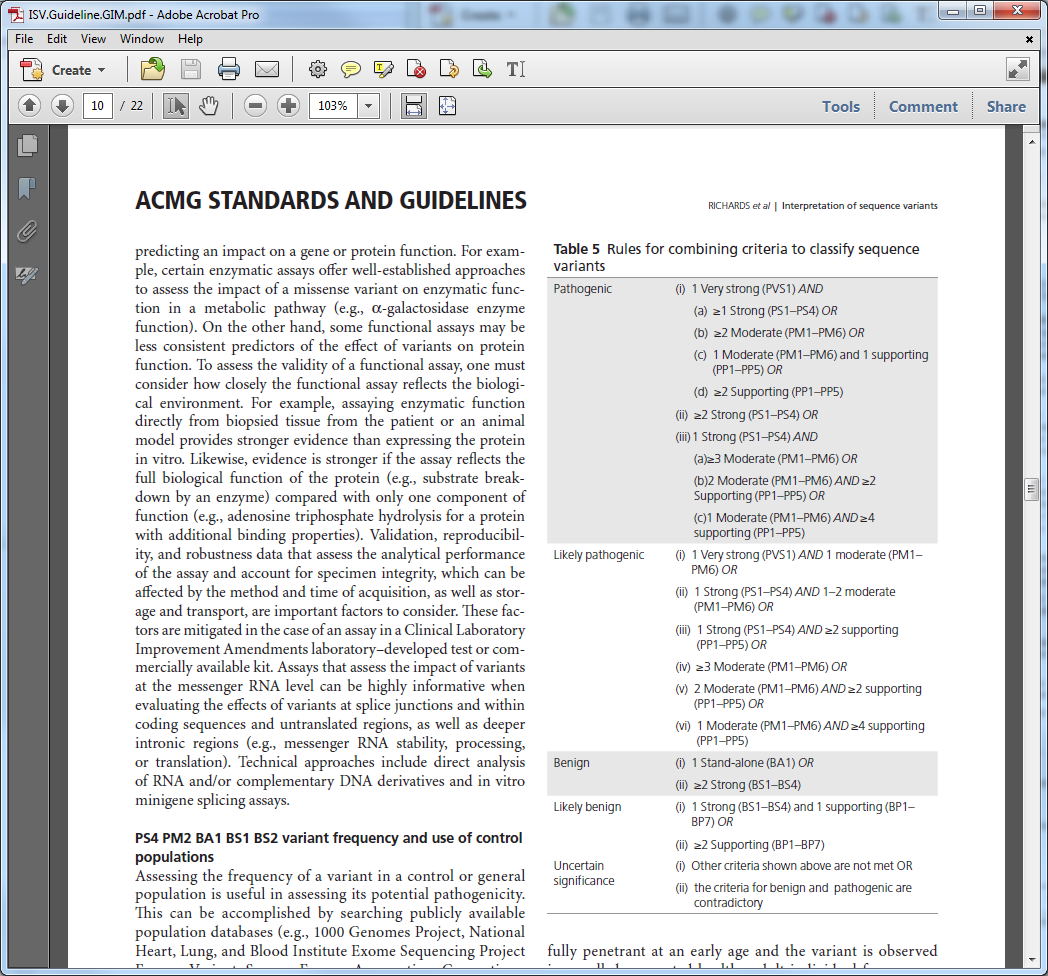 ISV.Guideline.GIM.pdf - Adobe Acrobat Pro
File Edit View Window Help
Create
10 / 22 103% Tools Comment Share
ACMG STANDARDS AND GUIDELINES
RICHARDS et al | Interpretation of sequence variants
predicting an impact on a gene or protein function. For exam-
ple, certain enzymatic assays offer well-established approaches
to assess the impact of a missense variant on enzymatic func-
tion in a metabolic pathway (e.g., α-galactosidase enzyme
function). On the other hand, some functional assays may be
less consistent predictors of the effect of variants on protein
function. To assess the validity of a functional assay, one must
consider how closely the functional assay reflects the biologi-
cal environment. For example, assaying enzymatic function
directly from biopsied tissue from the patient or an animal
model provides stronger evidence than expressing the protein
in vitro. Likewise, evidence is stronger if the assay reflects the
full biological function of the protein (e.g., substrate break-
down by an enzyme) compared with only one component of
function (e.g., adenosine triphosphate hydrolysis for a protein
with additional binding properties). Validation, reproducibil-
ity, and robustness data that assess the analytical performance
of the assay and account for specimen integrity, which can be
affected by the method and time of acquisition, as well as stor-
age and transport, are important factors to consider. These fac-
tors are mitigated in the case of an assay in a Clinical Laboratory
Improvement Amendments laboratory–developed test or com-
mercially available kit. Assays that assess the impact of variants
at the messenger RNA level can be highly informative when
evaluating the effects of variants at splice junctions and within
coding sequences and untranslated regions, as well as deeper
intronic regions (e.g., messenger RNA stability, processing,
or translation). Technical approaches include direct analysis
of RNA and/or complementary DNA derivatives and in vitro
minigene splicing assays.
PS4 PM2 BA1 BS1 BS2 variant frequency and use of control
populations
Assessing the frequency of a variant in a control or general
population is useful in assessing its potential pathogenicity.
This can be accomplished by searching publicly available
population databases (e.g., 1000 Genomes Project, National
Heart, Lung, and Blood Institute Exome Sequencing Project
Table 5 Rules for combining criteria to classify sequence
variants
Pathogenic (i) 1 Very strong (PVS1) AND
(a) ≥1 Strong (PS1–PS4) OR
(b) ≥2 Moderate (PM1–PM6) OR
(c) 1 Moderate (PM1–PM6) and 1 supporting
(PP1–PP5) OR
(d) ≥2 Supporting (PP1–PP5)
(ii) ≥2 Strong (PS1–PS4) OR
(iii) 1 Strong (PS1–PS4) AND
(a)≥3 Moderate (PM1–PM6) OR
(b)2 Moderate (PM1–PM6) AND ≥2
Supporting (PP1–PP5) OR
(c)1 Moderate (PM1–PM6) AND ≥4
supporting (PP1–PP5)
Likely pathogenic (i) 1 Very strong (PVS1) AND 1 moderate (PM1–
PM6) OR
(ii) 1 Strong (PS1–PS4) AND 1–2 moderate
(PM1–PM6) OR
(iii) 1 Strong (PS1–PS4) AND ≥2 supporting
(PP1–PP5) OR
(iv) ≥3 Moderate (PM1–PM6) OR
(v) 2 Moderate (PM1–PM6) AND ≥2 supporting
(PP1–PP5) OR
(vi) 1 Moderate (PM1–PM6) AND ≥4 supporting
(PP1–PP5)
Benign (i) 1 Stand-alone (BA1) OR
(ii) ≥2 Strong (BS1–BS4)
Likely benign (i) 1 Strong (BS1–BS4) and 1 supporting (BP1–
BP7) OR
(ii) ≥2 Supporting (BP1–BP7)
Uncertain (i) Other criteria shown above are not met OR
significance (ii) the criteria for benign and pathogenic are
contradictory
fully penetrant at an early age and the variant is observed